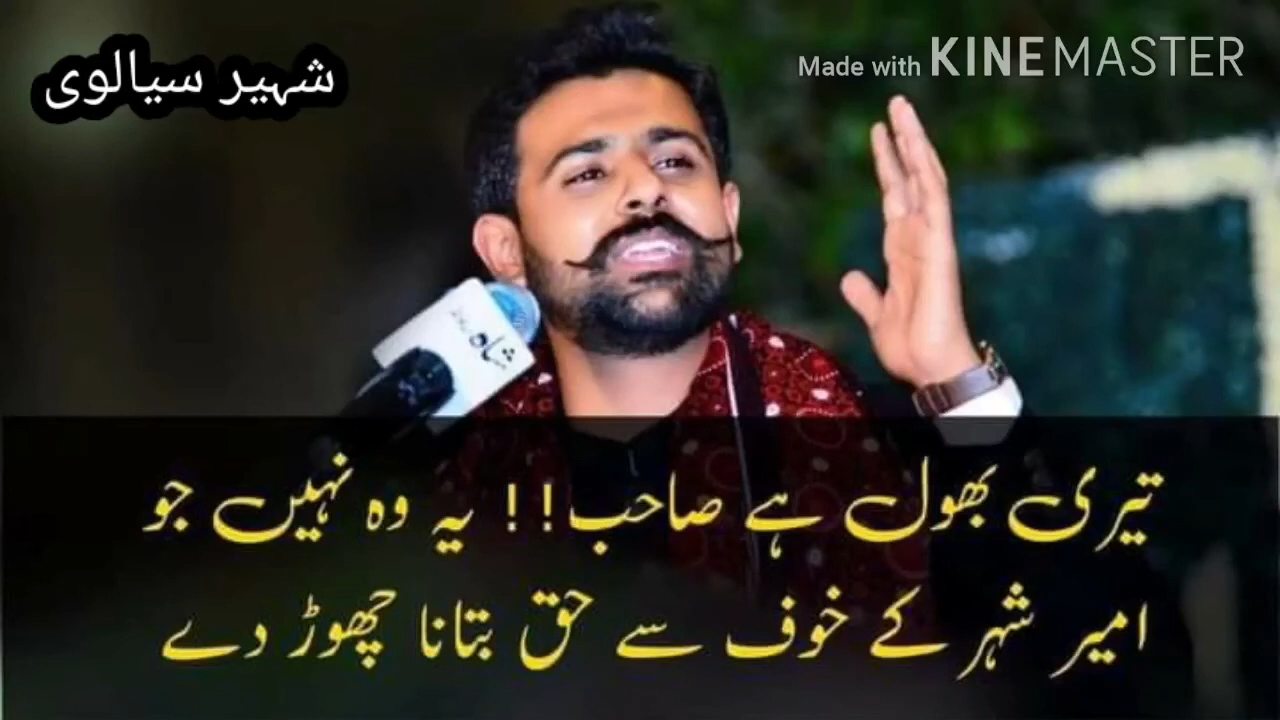 شہیر سیالوی
Made with KINEMASTER
شاہ
تیری بھول ہے صاحب!! یہ وہ نہیں جو
امیر شہر کے خوف سے حق بتانا چھوڑ دے